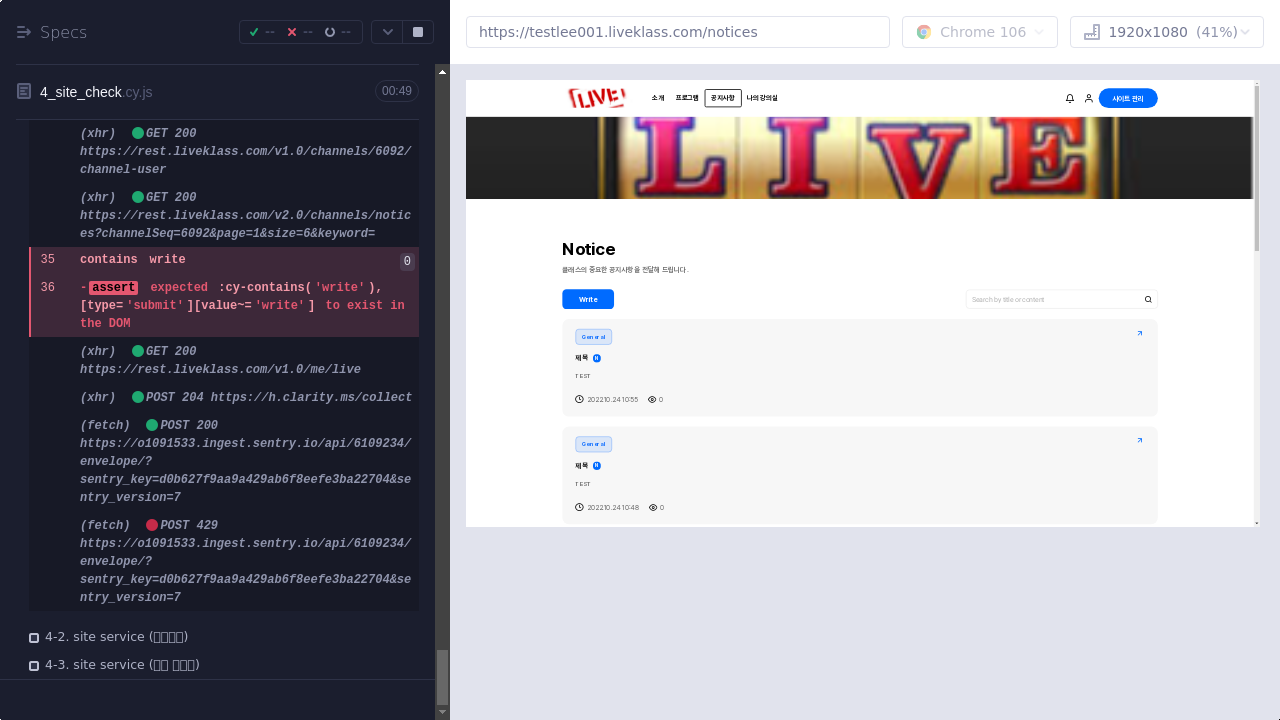 Specs
--
--
--
4_site_check.cy.js
00:49
(xhr) GET 200
https://rest.liveklass.com/v1.0/channels/6092/
channel-user
(xhr) GET 200
https://rest.liveklass.com/v2.0/channels/notic
es?channelSeq=6092&page=1&size=6&keyword=
35 contains write 0
36 -assert expected :cy-contains('write'),
[type='submit'][value~='write'] to exist in
the DOM
(xhr) GET 200
https://rest.liveklass.com/v1.0/me/live
(xhr) POST 204 https://h.clarity.ms/collect
(fetch) POST 200
https://o1091533.ingest.sentry.io/api/6109234/
envelope/?
sentry_key=d0b627f9aa9a429ab6f8eefe3ba22704&se
ntry_version=7
(fetch) POST 429
https://o1091533.ingest.sentry.io/api/6109234/
envelope/?
sentry_key=d0b627f9aa9a429ab6f8eefe3ba22704&se
ntry_version=7
4-2. site service (□□□□)
4-3. site service (□□ □□□)
https://testlee001.liveklass.com/notices
Chrome 106
1920x1080 (41%)
LIVE!
소개 프로그램 공지사항 나의 강의실
사이트 관리
LIVE
Notice
클래스의 중요한 공지사항을 전달해 드립니다.
Write
Search by title or content
General
제목 N
TEST
2022.10.24 10:55 0
General
제목 N
TEST
2022.10.24 10:48 0